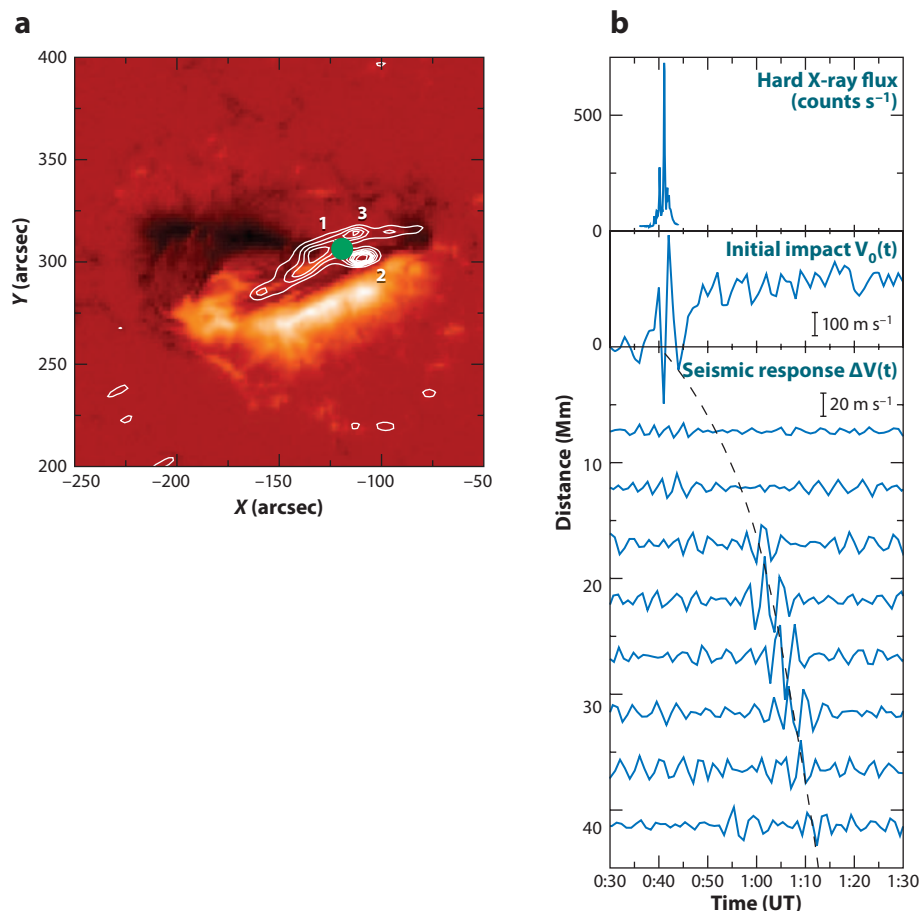 a
400
350
300
250
200
Y (arcsec)
1
3
2
−250
−200
−150
−100
−50
X (arcsec)
b
Hard X-ray flux
(counts s⁻¹)
500
0
Initial impact V₀(t)
100 m s⁻¹
0
Seismic response ΔV(t)
20 m s⁻¹
10
20
30
40
Distance (Mm)
0:30
0:40
0:50
1:00
1:10
1:20
1:30
Time (UT)